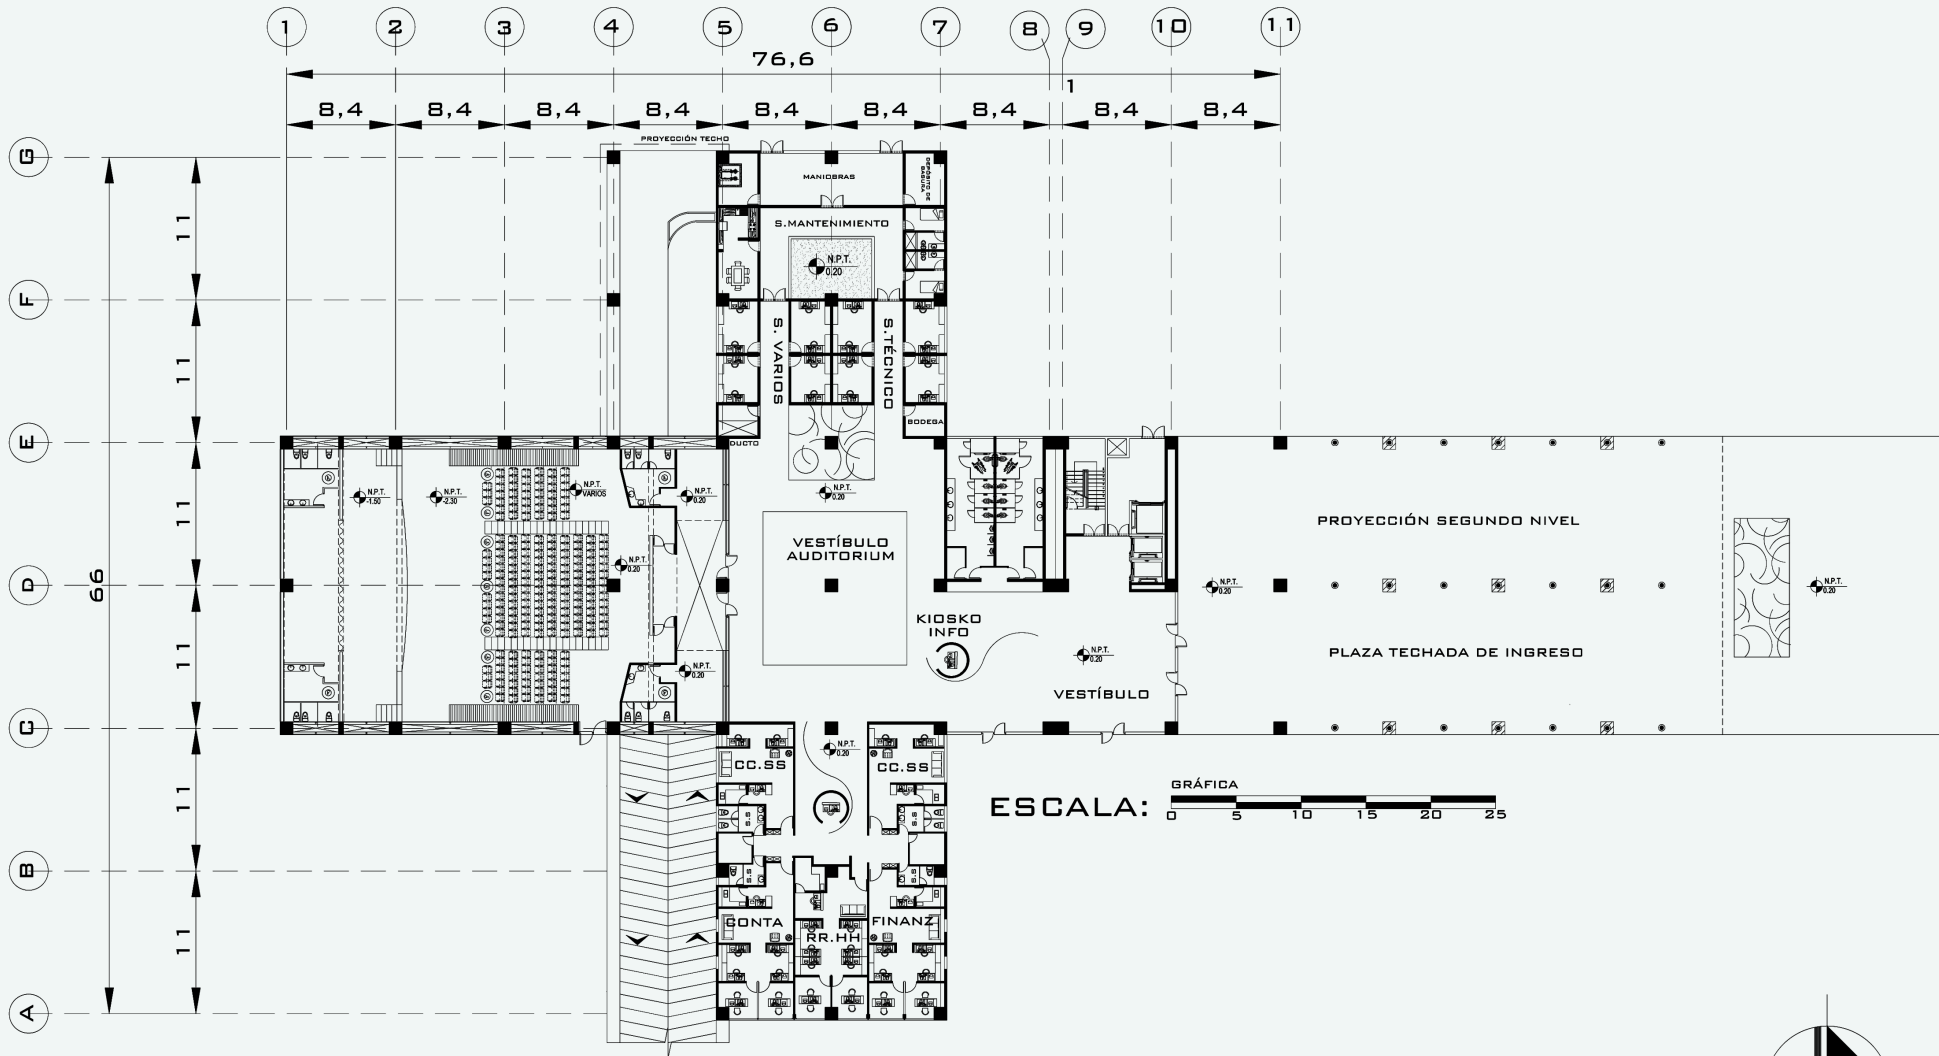 1 2 3 4 5 6 7 8 9 10 11
76,6
1
8,4 8,4 8,4 8,4 8,4 8,4 8,4 8,4 8,4
PROYECCIÓN TECHO
G
F
E
D
C
B
A
66
11
11
11
11
11
11
MANIOBRAS
DEPÓSITO DE
BASURA
S.MANTENIMIENTO
N.P.T.
0.20
S. VARIOS
S.TÉCNICO
BODEGA
DUCTO
N.P.T.
-1.50
N.P.T.
-2.30
N.P.T.
VARIOS
N.P.T.
0.20
N.P.T.
0.20
N.P.T.
0.20
N.P.T.
0.20
VESTÍBULO
AUDITORIUM
PROYECCIÓN SEGUNDO NIVEL
N.P.T.
0.20
N.P.T.
0.20
KIOSKO
INFO
N.P.T.
0.20
VESTÍBULO
PLAZA TECHADA DE INGRESO
N.P.T.
0.20
CC.SS
CC.SS
S.S
S.S
S.S
S.S
CONTA
RR.HH
FINANZ
ESCALA:
GRÁFICA
0 5 10 15 20 25